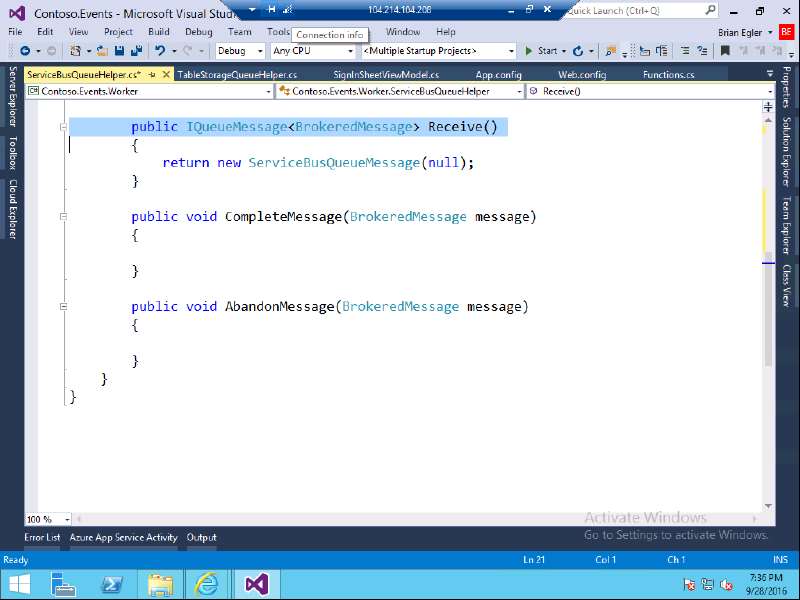 Contoso.Events - Microsoft Visual Studi
104.214.104.208
Quick Launch (Ctrl+Q)
File Edit View Project Build Debug Team Tools Window Help
Connection info
Brian Egler
BE
Debug
Any CPU
<Multiple Startup Projects>
Start
ServiceBusQueueHelper.cs*
TableStorageQueueHelper.cs
SignInSheetViewModel.cs
App.config
Web.config
Functions.cs
Contoso.Events.Worker
Contoso.Events.Worker.ServiceBusQueueHelper
Receive()
Server Explorer
Toolbox
Cloud Explorer
Properties
Solution Explorer
Team Explorer
Class View
public IQueueMessage<BrokeredMessage> Receive()
{
return new ServiceBusQueueMessage(null);
}
public void CompleteMessage(BrokeredMessage message)
{
}
public void AbandonMessage(BrokeredMessage message)
{
}
}
}
100 %
Activate Windows
Go to Settings to activate Windows.
Error List Azure App Service Activity Output
Ready
Ln 21
Col 1
Ch 1
INS
7:36 PM
9/28/2016